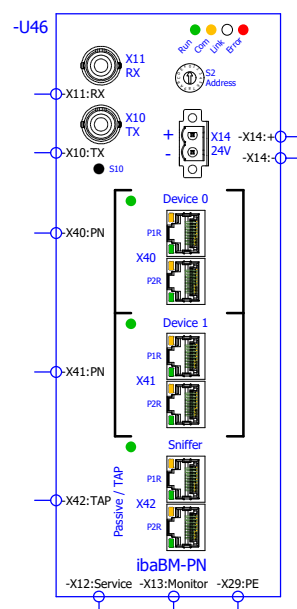 -U46
Run Com Link Error
X11
RX
S2
Address
-X11:RX
X10
TX
+
-
X14
24V
-X14:+
-X14:-
-X10:TX
S10
Device 0
P1R
-X40:PN
X40
P2R
Device 1
P1R
-X41:PN
X41
P2R
Sniffer
P1R
Passive / TAP
-X42:TAP
X42
P2R
ibaBM-PN
-X12:Service -X13:Monitor -X29:PE